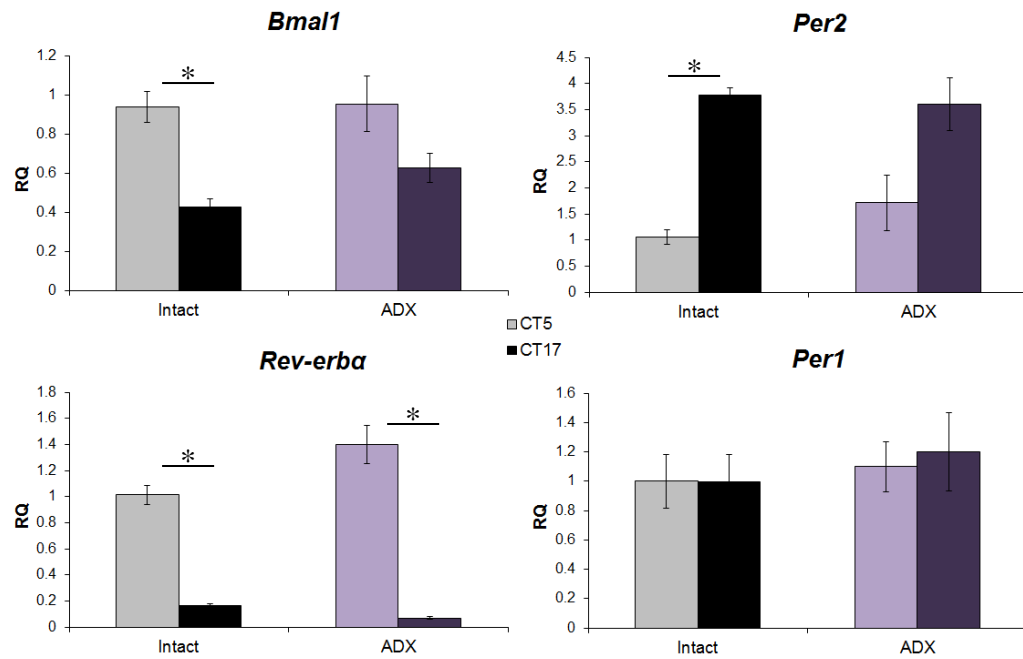 Bmal1
1.2
1
0.8
0.6
0.4
0.2
0
RQ
*
Intact
ADX
Per2
4.5
4
3.5
3
2.5
2
1.5
1
0.5
0
RQ
*
Intact
ADX
CT5
CT17
Rev-erbα
1.8
1.6
1.4
1.2
1
0.8
0.6
0.4
0.2
0
RQ
*
*
Intact
ADX
Per1
1.6
1.4
1.2
1
0.8
0.6
0.4
0.2
0
RQ
Intact
ADX